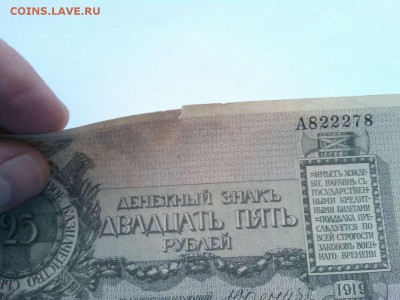 COINS.LAVE.RU
А822278
ДЕНЕЖНЫЙ ЗНАКЪ
ДВАДЦАТЬ ПЯТЬ
РУБЛЕЙ
25
=ИМѢЕТЪ ХОЖДЕ-
НІЕ НАРАВНѢ СЪ
ГОСУДАРСТВЕН-
НЫМИ КРЕДИТ-
НЫМИ БИЛЕТАМИ
=ПОДДѢЛКА ПРЕ-
СЛѢДУЕТСЯ ПО
ВСЕЙ СТРОГОСТИ
ЗАКОНОВЪ ВОЕН-
НАГО ВРЕМЕНИ
1919